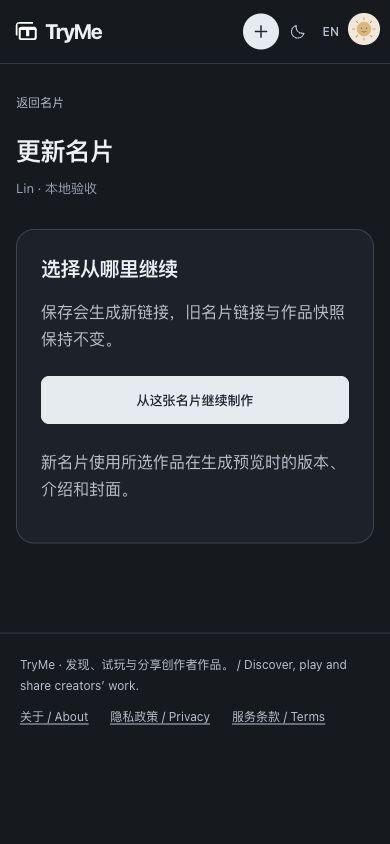 TryMe
EN
返回名片
更新名片
Lin · 本地验收
选择从哪里继续
保存会生成新链接，旧名片链接与作品快照
保持不变。
从这张名片继续制作
新名片使用所选作品在生成预览时的版本、
介绍和封面。
TryMe · 发现、试玩与分享创作者作品。 / Discover, play and
share creators’ work.
关于 / About 隐私政策 / Privacy 服务条款 / Terms